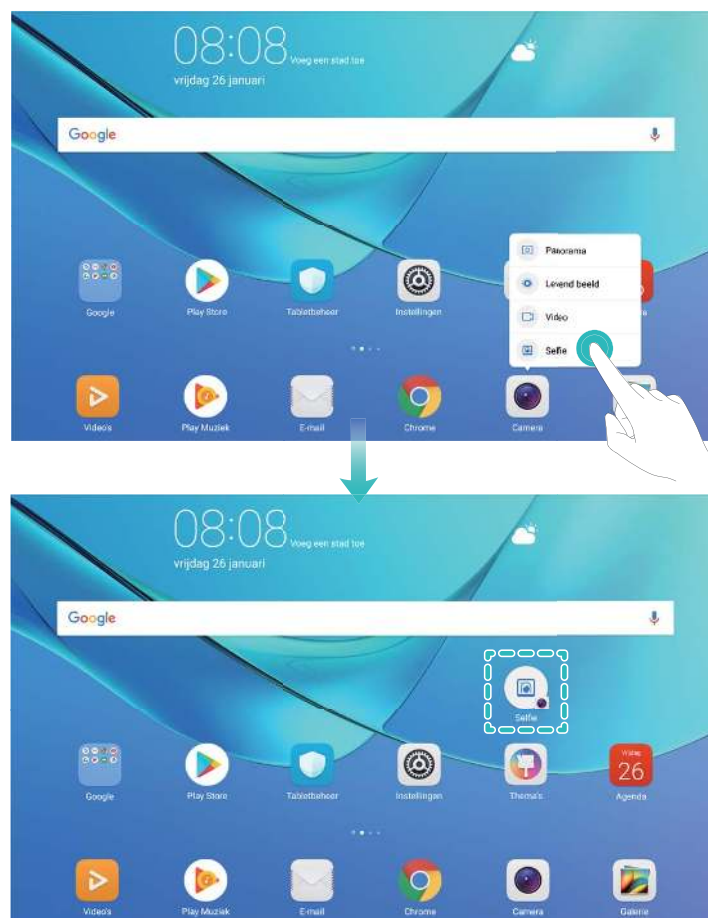 08:08 Voeg een stad toe
vrijdag 26 januari
Google
Panorama
Levend beeld
Video
Selfie
Google Play Store Tabletbeheer Instellingen
Video's Play Muziek E-mail Chrome Camera
08:08 Voeg een stad toe
vrijdag 26 januari
Google
Selfie
Vrijdag
26
Google Play Store Tabletbeheer Instellingen Thema's Agenda
Video's Play Muziek E-mail Chrome Camera Galerie